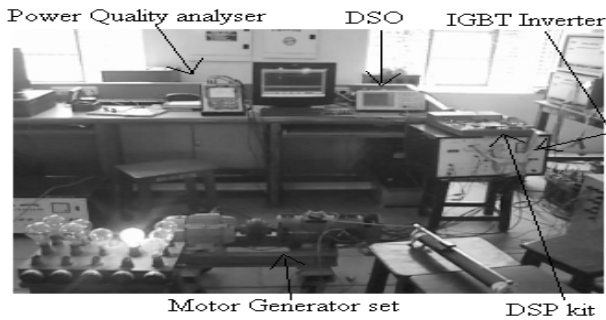 Power Quality analyser
DSO
IGBT Inverter
Motor Generator set
DSP kit